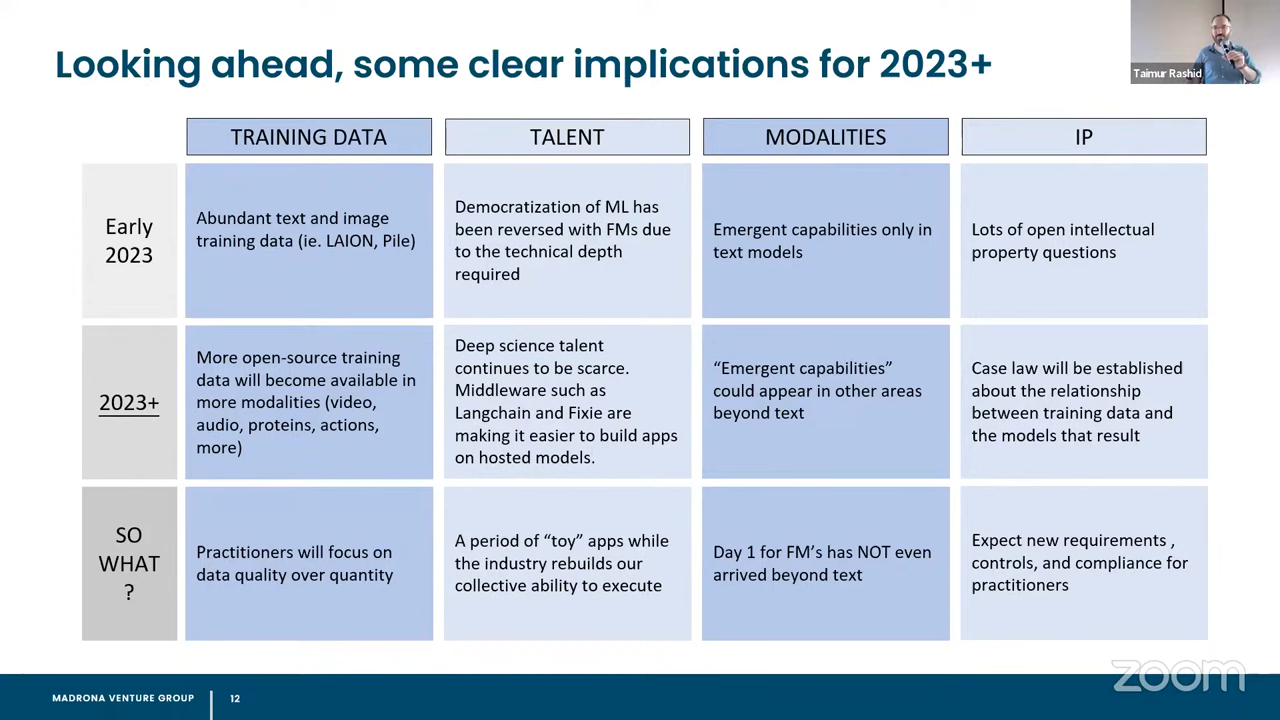 Looking ahead, some clear implications for 2023+
Taimur Rashid
TRAINING DATA
TALENT
MODALITIES
IP
Early
2023
Abundant text and image
training data (ie. LAION, Pile)
Democratization of ML has
been reversed with FMs due
to the technical depth
required
Emergent capabilities only in
text models
Lots of open intellectual
property questions
2023+
More open-source training
data will become available in
more modalities (video,
audio, proteins, actions,
more)
Deep science talent
continues to be scarce.
Middleware such as
Langchain and Fixie are
making it easier to build apps
on hosted models.
“Emergent capabilities”
could appear in other areas
beyond text
Case law will be established
about the relationship
between training data and
the models that result
SO
WHAT
?
Practitioners will focus on
data quality over quantity
A period of “toy” apps while
the industry rebuilds our
collective ability to execute
Day 1 for FM’s has NOT even
arrived beyond text
Expect new requirements ,
controls, and compliance for
practitioners
MADRONA VENTURE GROUP
12
zoom